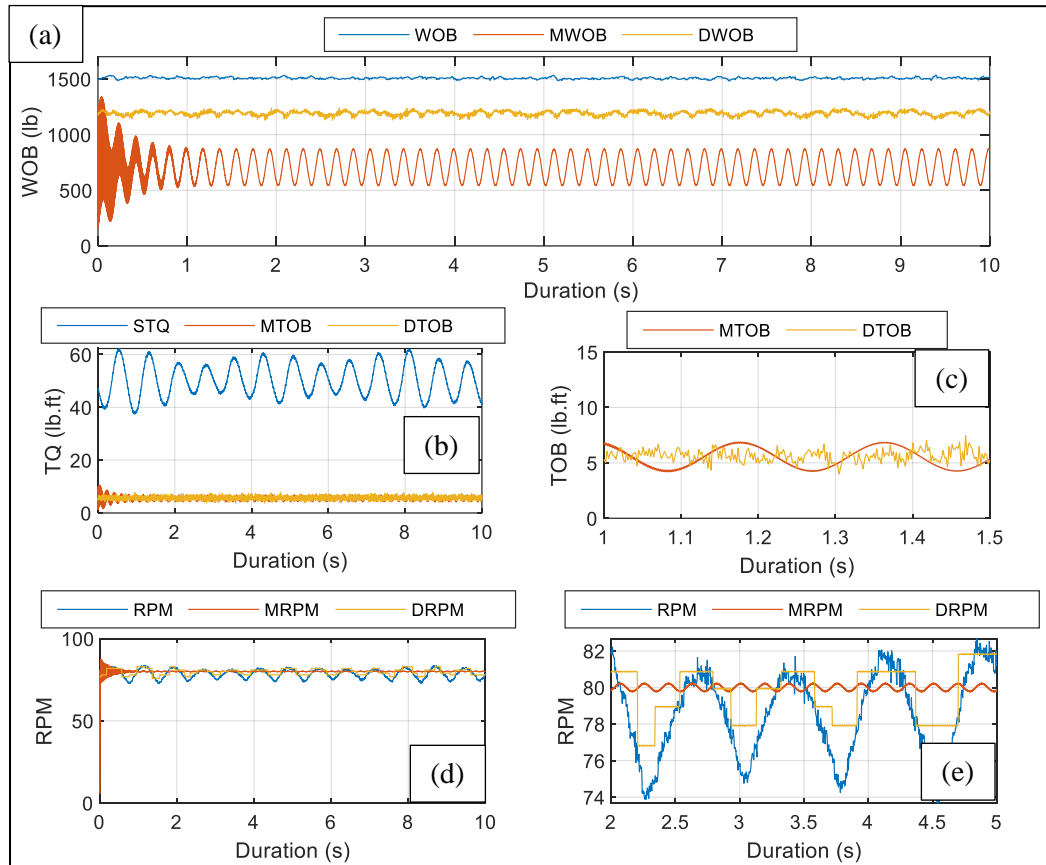 (a)
WOB MWOB DWOB
1500
1000
500
0
WOB (lb)
0 1 2 3 4 5 6 7 8 9 10
Duration (s)
STQ MTOB DTOB
60
40
20
0
TQ (lb.ft)
(b)
0 2 4 6 8 10
Duration (s)
MTOB DTOB
15
10
5
0
TOB (lb.ft)
(c)
1 1.1 1.2 1.3 1.4 1.5
Duration (s)
RPM MRPM DRPM
100
50
0
RPM
(d)
0 2 4 6 8 10
Duration (s)
RPM MRPM DRPM
82
80
78
76
74
RPM
(e)
2 2.5 3 3.5 4 4.5 5
Duration (s)